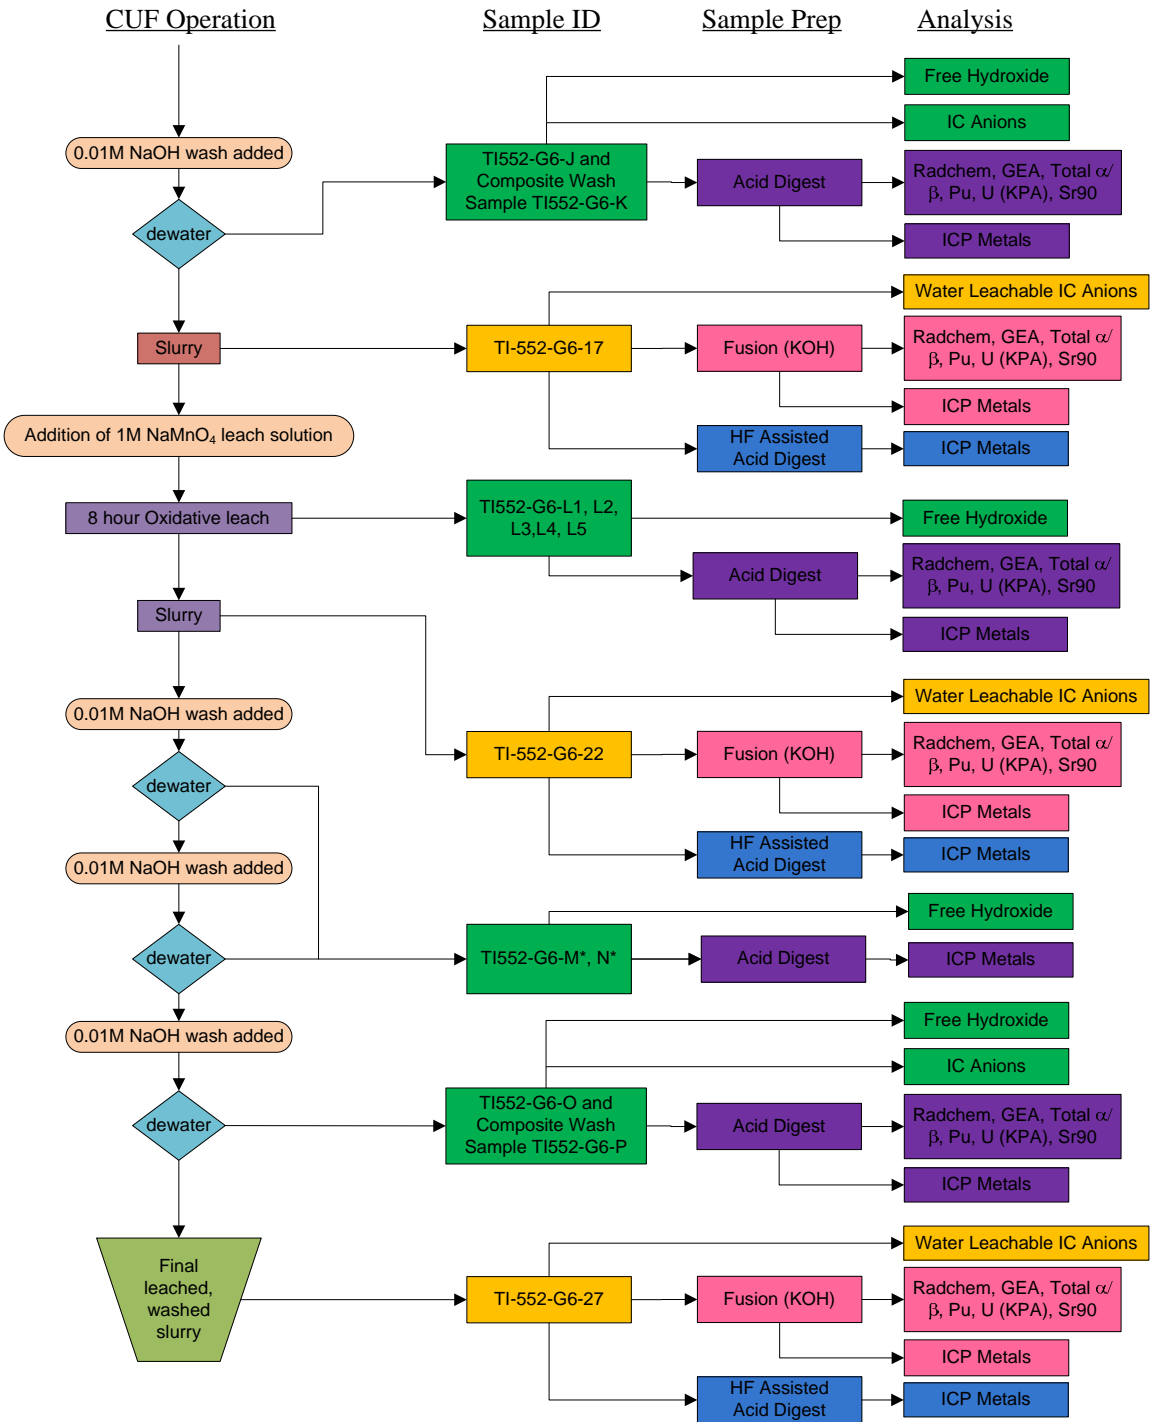 CUF Operation
Sample ID
Sample Prep
Analysis
Free Hydroxide
IC Anions
0.01M NaOH wash added
TI552-G6-J and
Composite Wash
Sample TI552-G6-K
Acid Digest
Radchem, GEA, Total α/
β, Pu, U (KPA), Sr90
dewater
ICP Metals
Water Leachable IC Anions
Slurry
TI-552-G6-17
Fusion (KOH)
Radchem, GEA, Total α/
β, Pu, U (KPA), Sr90
ICP Metals
Addition of 1M NaMnO₄ leach solution
HF Assisted
Acid Digest
ICP Metals
8 hour Oxidative leach
TI552-G6-L1, L2,
L3,L4, L5
Free Hydroxide
Acid Digest
Radchem, GEA, Total α/
β, Pu, U (KPA), Sr90
Slurry
ICP Metals
Water Leachable IC Anions
0.01M NaOH wash added
TI-552-G6-22
Fusion (KOH)
Radchem, GEA, Total α/
β, Pu, U (KPA), Sr90
dewater
ICP Metals
0.01M NaOH wash added
HF Assisted
Acid Digest
ICP Metals
Free Hydroxide
dewater
TI552-G6-M*, N*
Acid Digest
ICP Metals
Free Hydroxide
0.01M NaOH wash added
IC Anions
dewater
TI552-G6-O and
Composite Wash
Sample TI552-G6-P
Acid Digest
Radchem, GEA, Total α/
β, Pu, U (KPA), Sr90
ICP Metals
Water Leachable IC Anions
Final
leached,
washed
slurry
TI-552-G6-27
Fusion (KOH)
Radchem, GEA, Total α/
β, Pu, U (KPA), Sr90
ICP Metals
HF Assisted
Acid Digest
ICP Metals